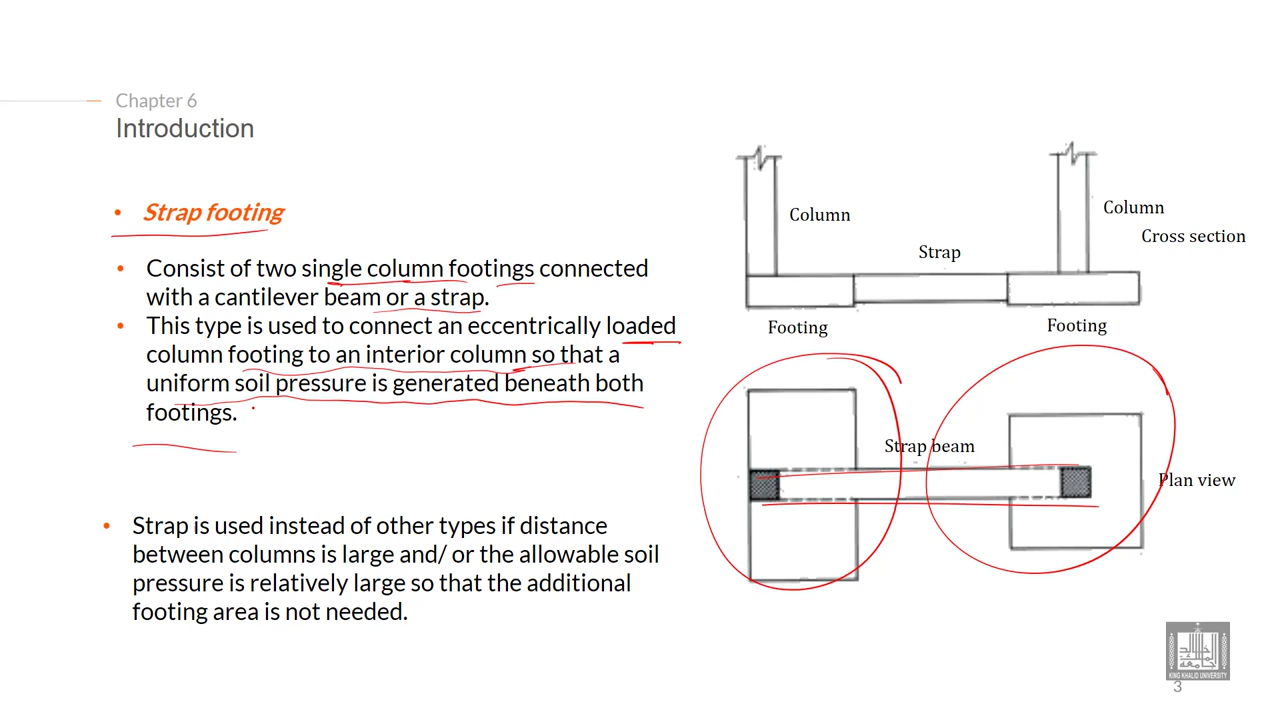 Chapter 6
Introduction
• Strap footing
• Consist of two single column footings connected
with a cantilever beam or a strap.
• This type is used to connect an eccentrically loaded
column footing to an interior column so that a
uniform soil pressure is generated beneath both
footings.
• Strap is used instead of other types if distance
between columns is large and/ or the allowable soil
pressure is relatively large so that the additional
footing area is not needed.
Column
Column
Cross section
Strap
Footing
Footing
Strap beam
Plan view
KING KHALID UNIVERSITY
3